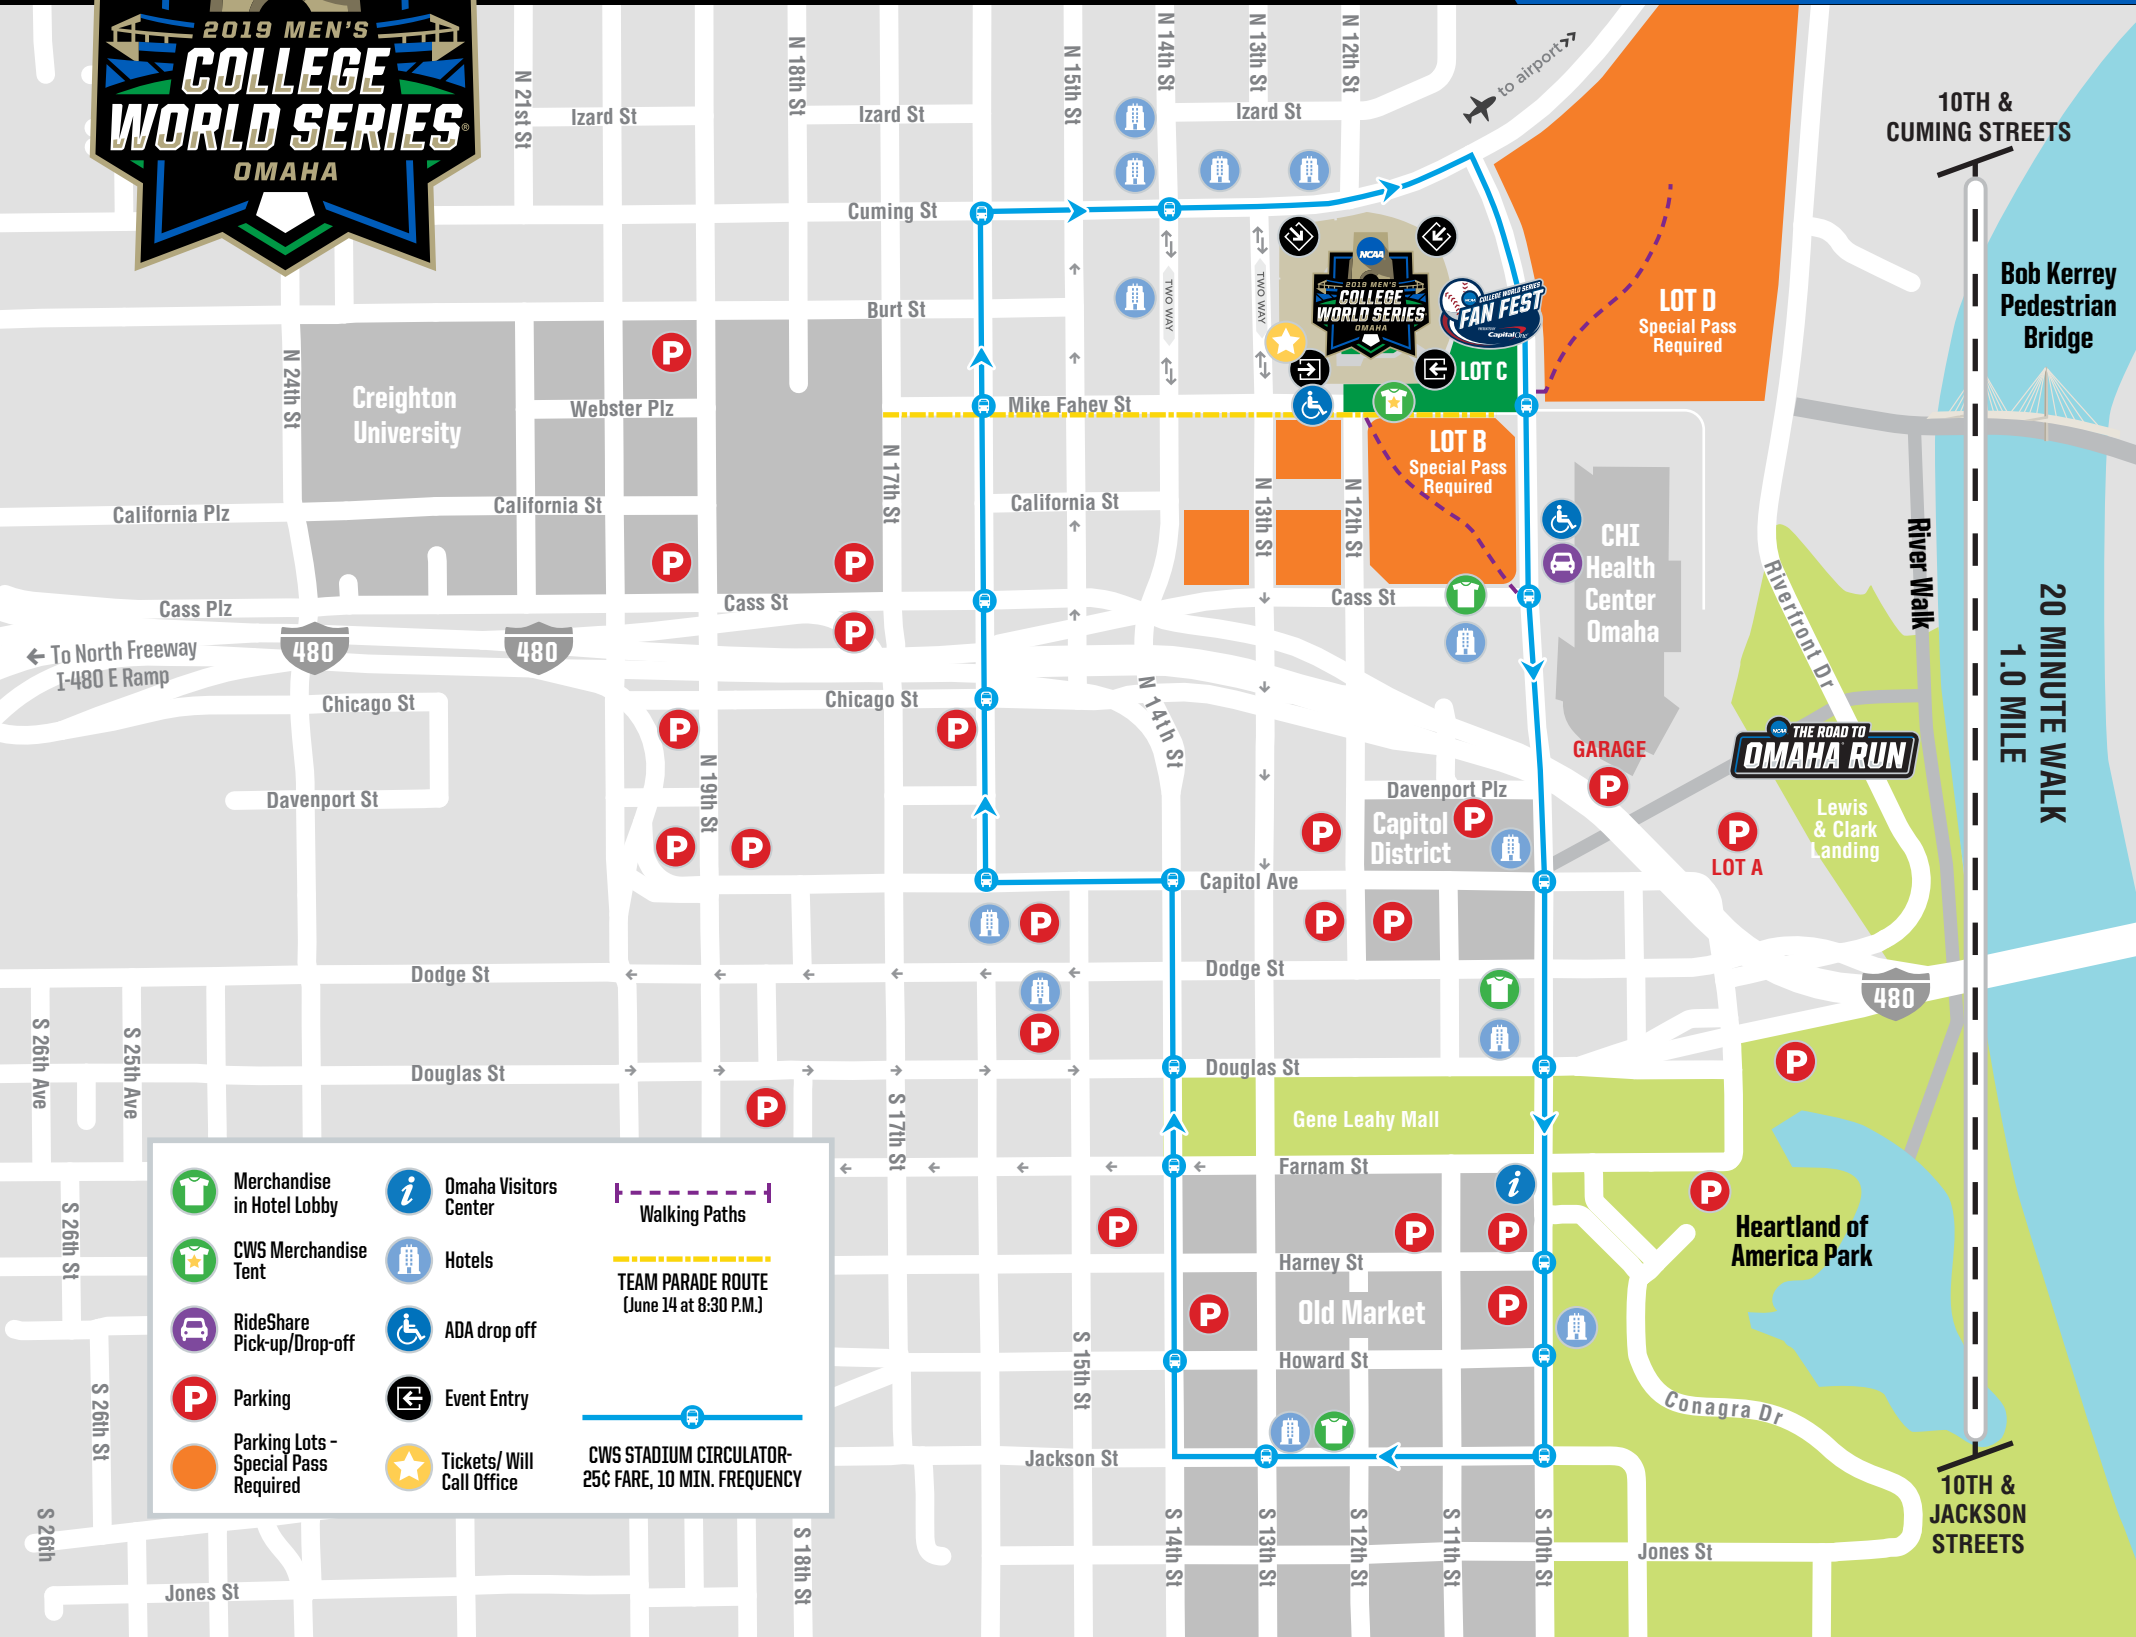 2019 MEN'S
COLLEGE
WORLD SERIES®
OMAHA
N 21st St
N 18th St
N 15th St
N 14th St
N 13th St
N 12th St
to airport
Izard St
Izard St
Izard St
10TH &
CUMING STREETS
Cuming St
Burt St
TWO WAY
TWO WAY
NCAA
2019 MEN'S
COLLEGE
WORLD SERIES
OMAHA
COLLEGE WORLD SERIES
FAN FEST
CapitalOne
LOT D
Special Pass
Required
Bob Kerrey
Pedestrian
Bridge
N 24th St
Creighton
University
P
Webster Plz
Mike Fahey St
LOT C
LOT B
Special Pass
Required
N 17th St
N 13th St
N 12th St
California Plz
California St
California St
P
P
CHI
Health
Center
Omaha
Riverfront Dr
River Walk
20 MINUTE WALK
1.0 MILE
Cass Plz
Cass St
Cass St
To North Freeway
I-480 E Ramp
480
480
P
Chicago St
Chicago St
N 14th St
P
P
GARAGE
P
NCAA
THE ROAD TO
OMAHA RUN
Davenport St
N 19th St
Davenport Plz
Capitol
District
P
P
P
P
P
LOT A
Lewis
& Clark
Landing
Capitol Ave
P
P
P
Dodge St
Dodge St
480
P
S 26th Ave
S 25th Ave
Douglas St
Douglas St
P
P
S 17th St
Gene Leahy Mall
Farnam St
P
Heartland of
America Park
P
P
P
Harney St
Old Market
P
P
S 15th St
Howard St
Conagra Dr
Jackson St
10TH &
JACKSON
STREETS
S 26th St
S 26th St
S 26th
S 18th St
S 14th St
S 13th St
S 12th St
S 11th St
S 10th St
Jones St
Jones St
Merchandise
in Hotel Lobby
CWS Merchandise
Tent
RideShare
Pick-up/Drop-off
P
Parking
Parking Lots -
Special Pass
Required
i
Omaha Visitors
Center
Hotels
ADA drop off
Event Entry
Tickets/ Will
Call Office
Walking Paths
TEAM PARADE ROUTE
(June 14 at 8:30 P.M.)
CWS STADIUM CIRCULATOR-
25¢ FARE, 10 MIN. FREQUENCY
i